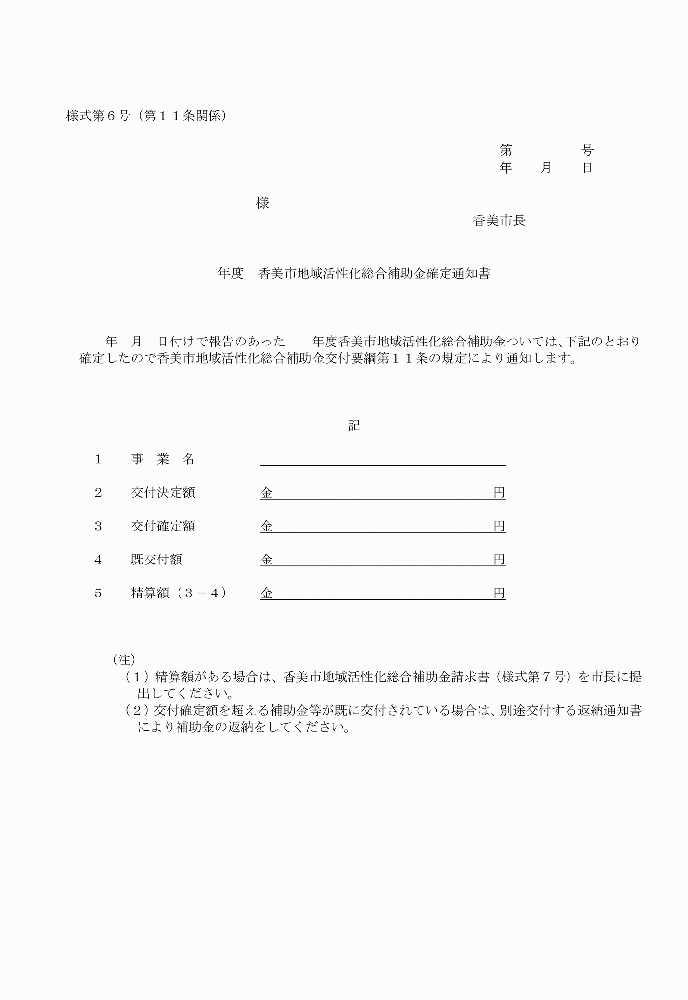 様式第６号（第１１条関係）
第　　　　　号
年　　月　　日
様
香美市長
年度　香美市地域活性化総合補助金確定通知書
年　月　日付けで報告のあった　　年度香美市地域活性化総合補助金ついては、下記のとおり
確定したので香美市地域活性化総合補助金交付要綱第１１条の規定により通知します。
記
１　　事　業　名
２　　交付決定額　　金　　　　　　　　　　円
３　　交付確定額　　金　　　　　　　　　　円
４　　既交付額　　金　　　　　　　　　　円
５　　精算額（３－４）　　金　　　　　　　　　　円
（注）
（１）精算額がある場合は、香美市地域活性化総合補助金請求書（様式第７号）を市長に提
出してください。
（２）交付確定額を超える補助金等が既に交付されている場合は、別途交付する返納通知書
により補助金の返納をしてください。